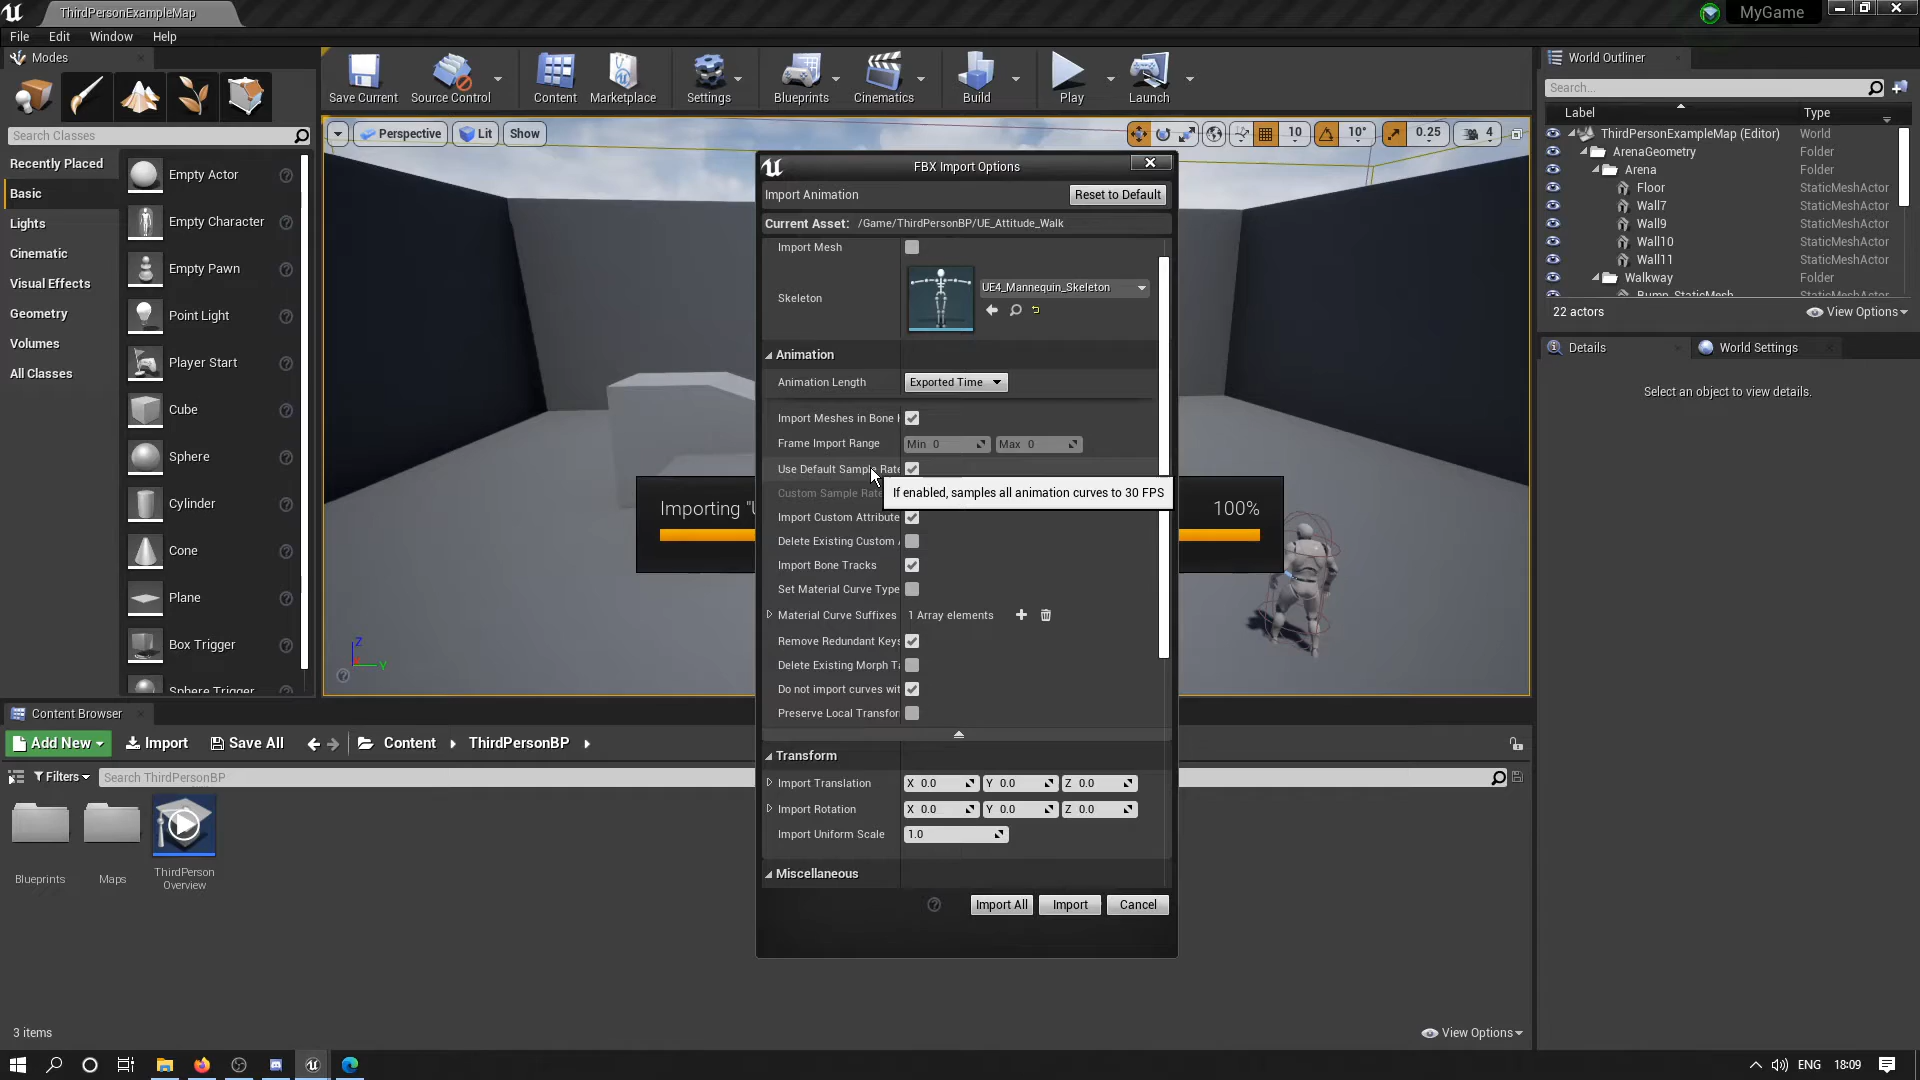 ThirdPersonExampleMap
MyGame
File
Edit
Window
Help
Modes
Search Classes
Recently Placed
Basic
Lights
Cinematic
Visual Effects
Geometry
Volumes
All Classes
Empty Actor
Empty Character
Empty Pawn
Point Light
Player Start
Cube
Sphere
Cylinder
Cone
Plane
Box Trigger
Sphere Trigger
Save Current
Source Control
Content
Marketplace
Settings
Blueprints
Cinematics
Build
Play
Launch
Perspective
Lit
Show
10
10°
0.25
4
Z
Y
Importing "U
100%
FBX Import Options
Import Animation
Reset to Default
Current Asset: /Game/ThirdPersonBP/UE_Attitude_Walk
Import Mesh
Skeleton
UE4_Mannequin_Skeleton
Animation
Animation Length
Exported Time
Import Meshes in Bone
Frame Import Range
Min 0
Max 0
Use Default Sample Rate
If enabled, samples all animation curves to 30 FPS
Custom Sample Rate
Import Custom Attribute
Delete Existing Custom
Import Bone Tracks
Set Material Curve Type
Material Curve Suffixes
1 Array elements
Remove Redundant Keys
Delete Existing Morph Ta
Do not import curves wit
Preserve Local Transfor
Transform
Import Translation
X 0.0
Y 0.0
Z 0.0
Import Rotation
X 0.0
Y 0.0
Z 0.0
Import Uniform Scale
1.0
Miscellaneous
Import All
Import
Cancel
World Outliner
Search...
Label
Type
ThirdPersonExampleMap (Editor)
World
ArenaGeometry
Folder
Arena
Folder
Floor
StaticMeshActor
Wall7
StaticMeshActor
Wall9
StaticMeshActor
Wall10
StaticMeshActor
Wall11
StaticMeshActor
Walkway
Folder
Bump_StaticMesh
StaticMeshActor
22 actors
View Options
Details
World Settings
Select an object to view details.
Content Browser
Add New
Import
Save All
Content
ThirdPersonBP
Filters
Search ThirdPersonBP
Blueprints
Maps
ThirdPerson
Overview
3 items
View Options
ENG
18:09